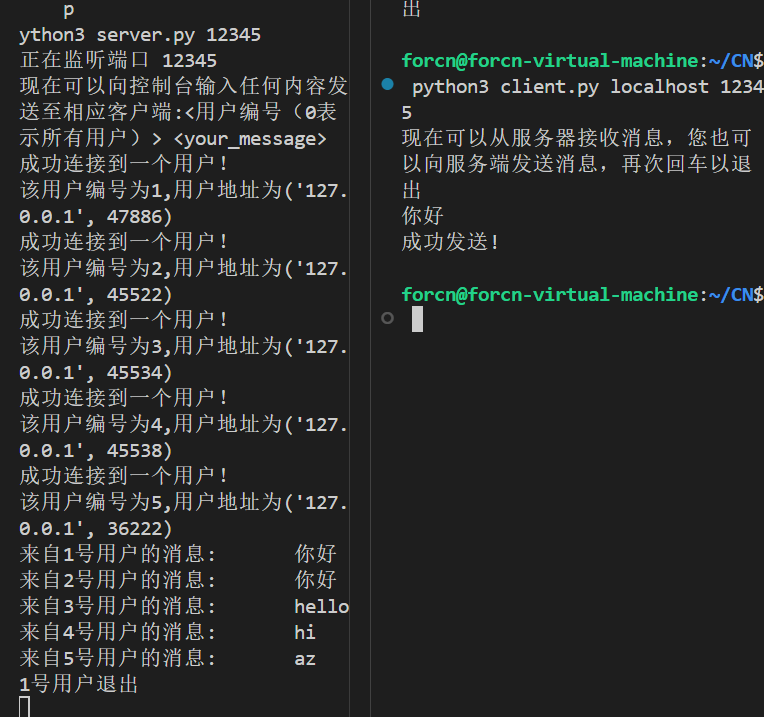 p
ython3 server.py 12345
正在监听端口 12345
现在可以向控制台输入任何内容发
送至相应客户端:<用户编号（0表
示所有用户）> <your_message>
成功连接到一个用户!
该用户编号为1,用户地址为('127.
0.0.1', 47886)
成功连接到一个用户!
该用户编号为2,用户地址为('127.
0.0.1', 45522)
成功连接到一个用户!
该用户编号为3,用户地址为('127.
0.0.1', 45534)
成功连接到一个用户!
该用户编号为4,用户地址为('127.
0.0.1', 45538)
成功连接到一个用户!
该用户编号为5,用户地址为('127.
0.0.1', 36222)
来自1号用户的消息: 你好
来自2号用户的消息: 你好
来自3号用户的消息: hello
来自4号用户的消息: hi
来自5号用户的消息: az
1号用户退出
出
forcn@forcn-virtual-machine:~/CN$
python3 client.py localhost 1234
5
现在可以从服务器接收消息，您也可
以向服务端发送消息，再次回车以退
出
你好
成功发送!
forcn@forcn-virtual-machine:~/CN$